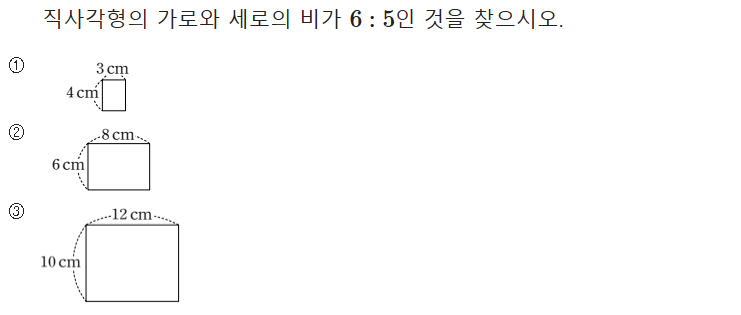 직사각형의 가로와 세로의 비가 6 : 5인 것을 찾으시오.
①
3 cm
4 cm
②
8 cm
6 cm
③
12 cm
10 cm